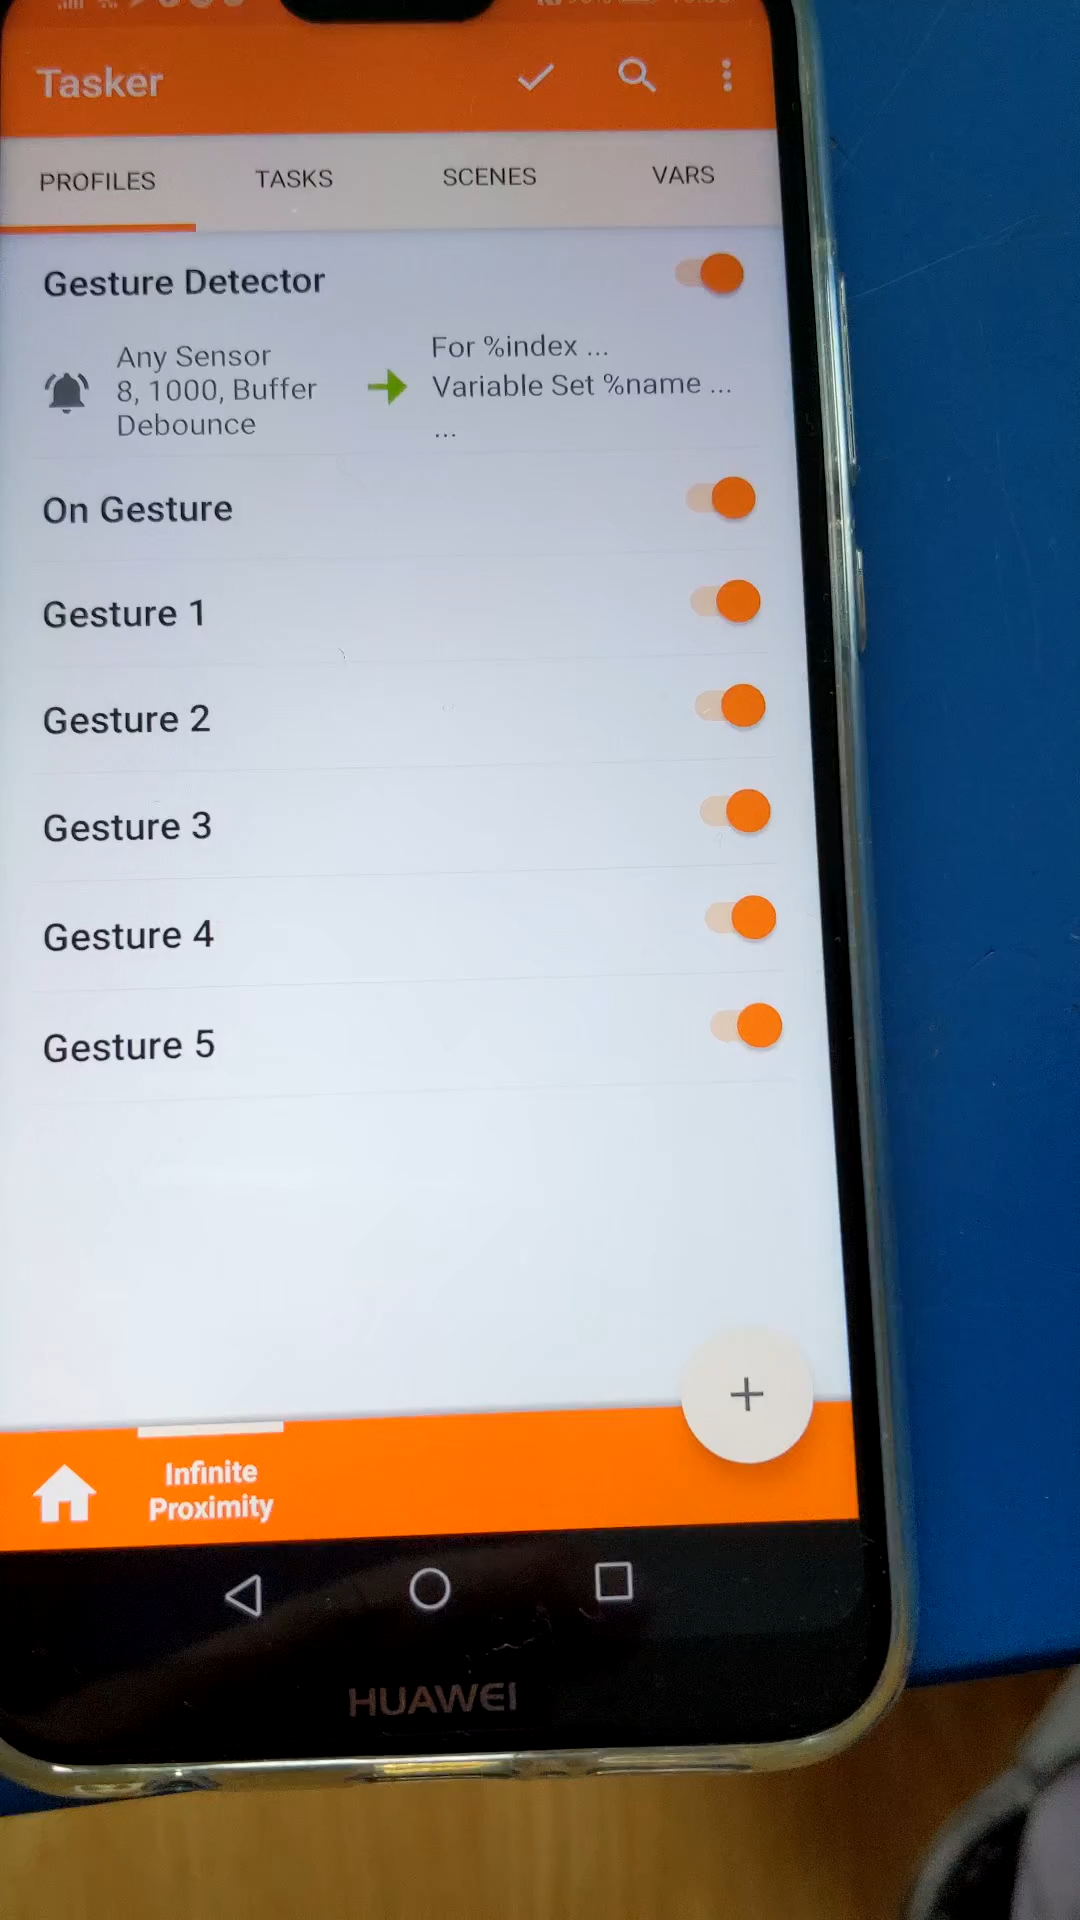 Tasker
PROFILES TASKS SCENES VARS
Gesture Detector
Any Sensor
8, 1000, Buffer
Debounce
For %index ...
Variable Set %name ...
...
On Gesture
Gesture 1
Gesture 2
Gesture 3
Gesture 4
Gesture 5
+
Infinite
Proximity
HUAWEI